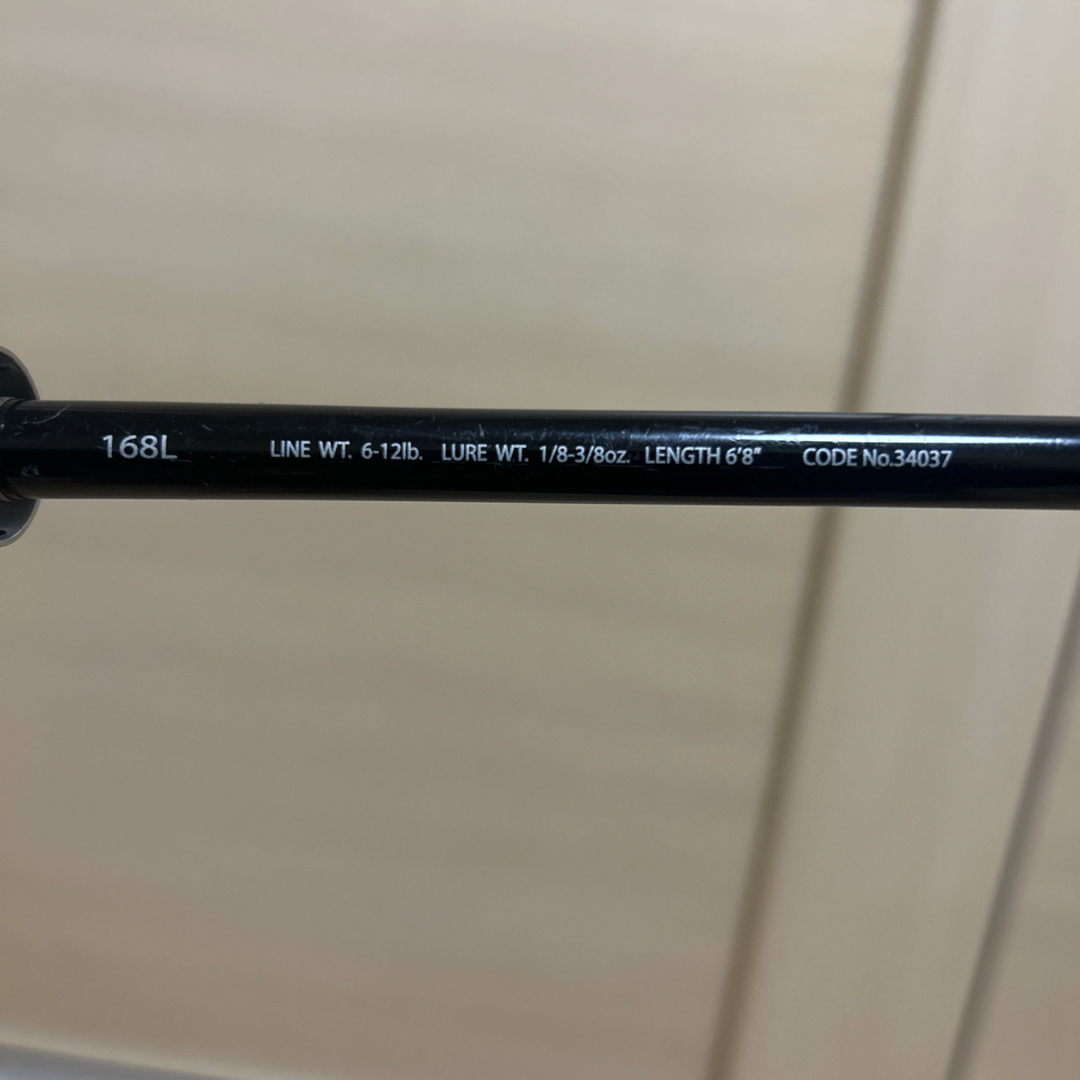 168L LINE WT. 6-12lb. LURE WT. 1/8-3/8oz. LENGTH 6'8" CODE No.34037